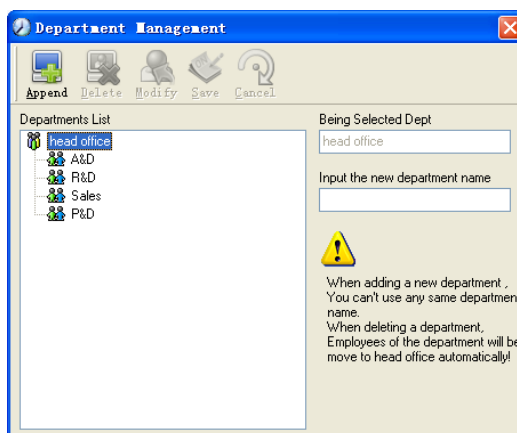 Department Management
Append Delete Modify Save Cancel
Departments List
head office
A&D
R&D
Sales
P&D
Being Selected Dept
head office
Input the new department name
When adding a new department ,
You can't use any same departmen
name.
When deleting a department,
Employees of the department will be
move to head office automatically!